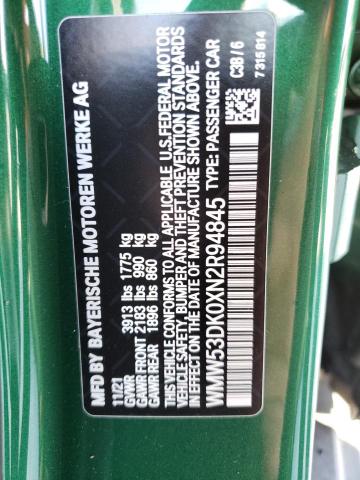 MFD BY BAYERISCHE MOTOREN WERKE AG
11/21
GVWR 3913 lbs 1775 kg
GAWR FRONT 2183 lbs 990 kg
GAWR REAR 1896 lbs 860 kg
THIS VEHICLE CONFORMS TO ALL APPLICABLE U.S. FEDERAL MOTOR
VEHICLE SAFETY, BUMPER AND THEFT PREVENTION STANDARDS
IN EFFECT ON THE DATE OF MANUFACTURE SHOWN ABOVE.
WMW53DK0XN2R94845 TYPE: PASSENGER CAR
C3B / 6
7 315 814